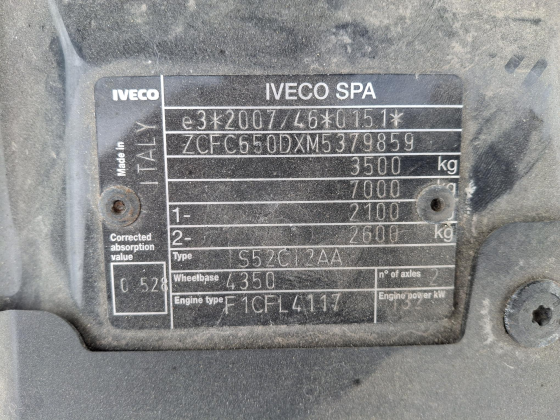 IVECO
IVECO SPA
Made in
ITALY
e3*2007/46*0151*
ZCFC650DXM5379859
3500 kg
7000
1- 2100
2- 2600 kg
Corrected
absorption
value
0 528
Type S52C12AA
Wheelbase 4350 n° of axles 2
Engine type F1CFL4117 Engine power kW